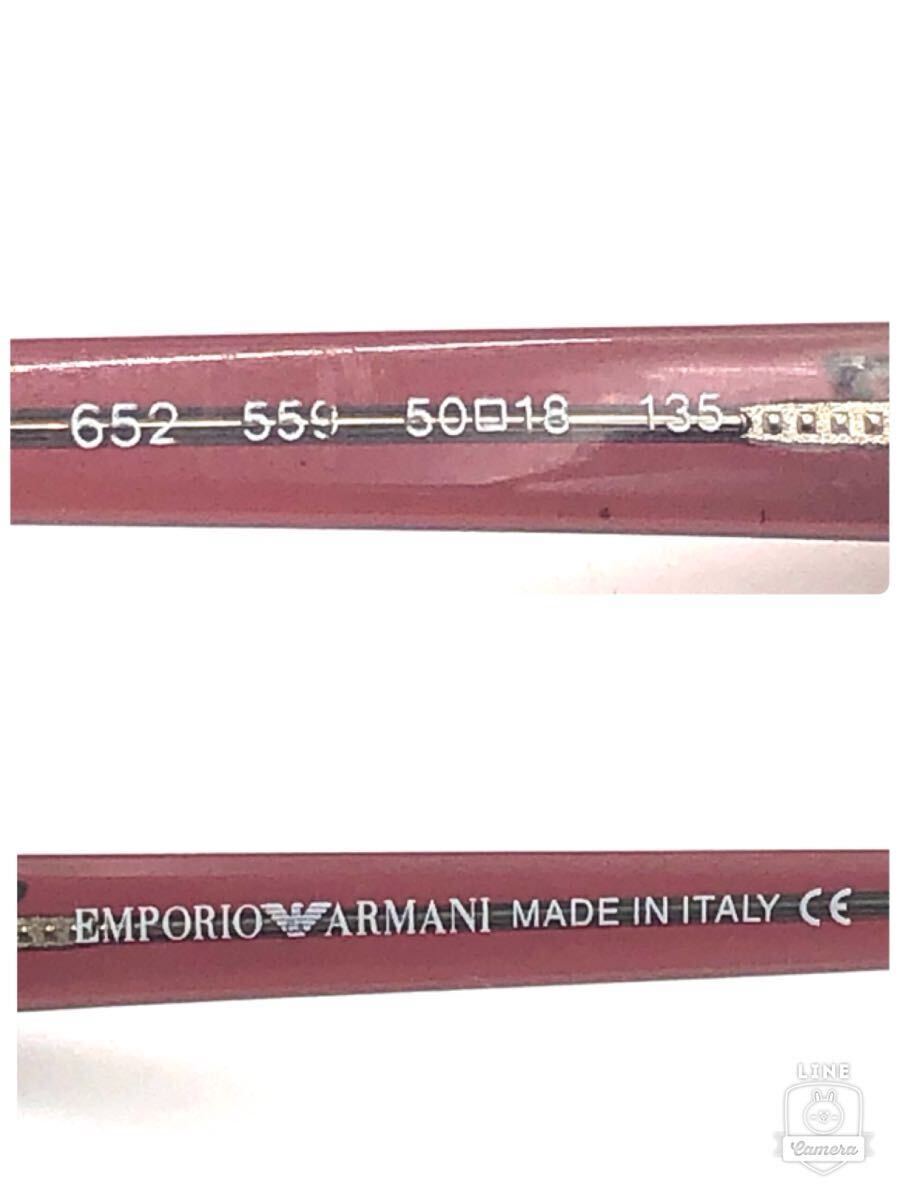 652 559 50□18 135
EMPORIO ARMANI MADE IN ITALY CE
LINE
Camera